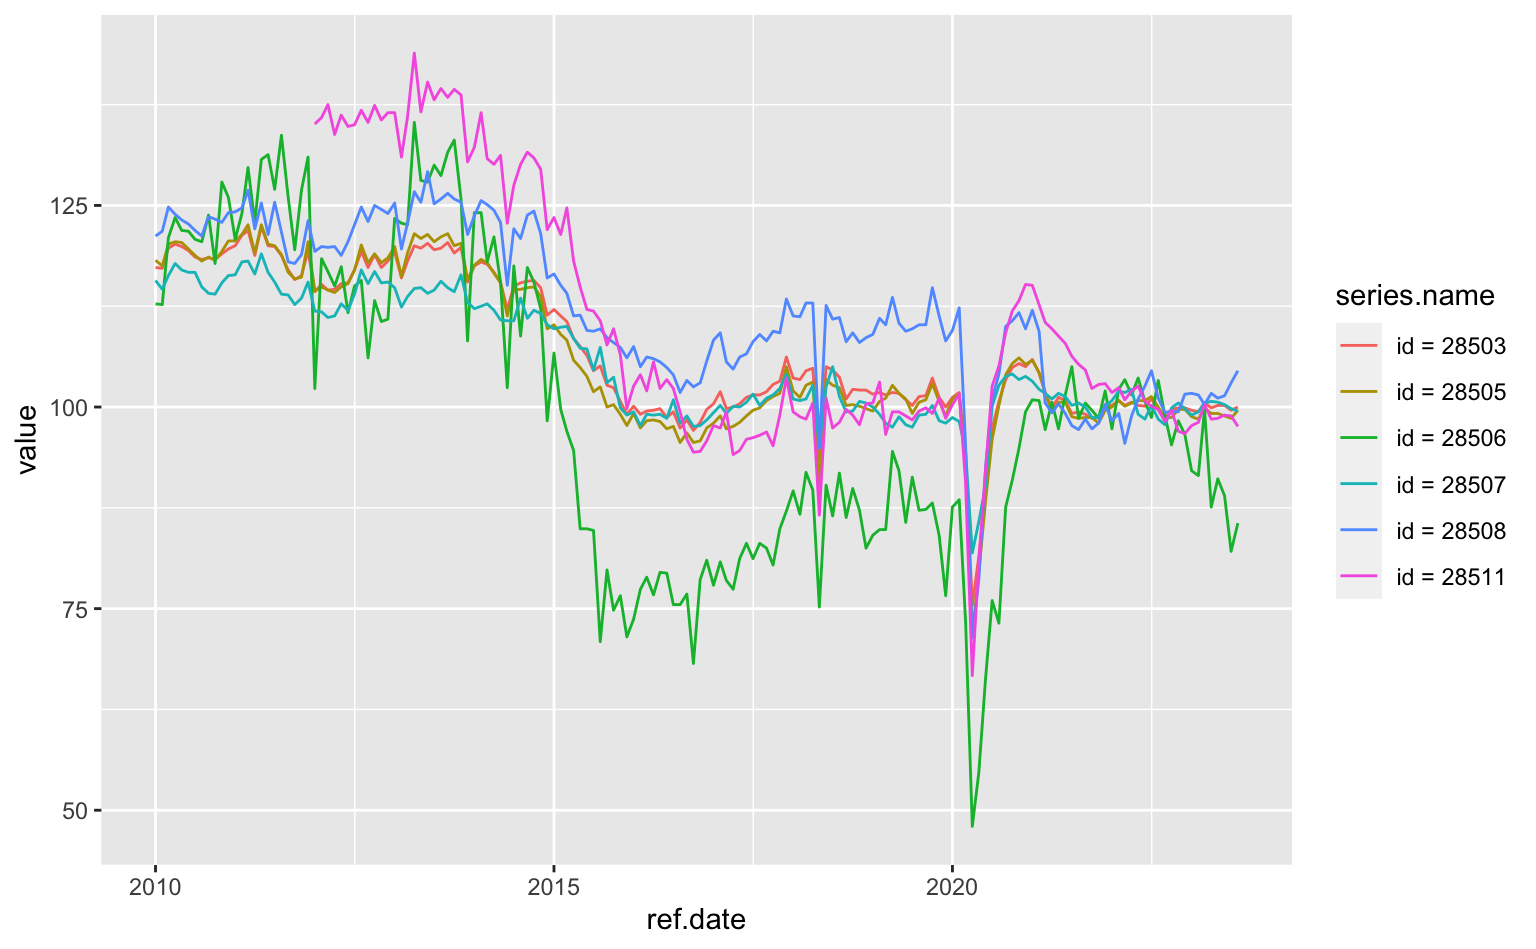 125
100
75
50
value
2010
2015
2020
ref.date
series.name
id = 28503
id = 28505
id = 28506
id = 28507
id = 28508
id = 28511